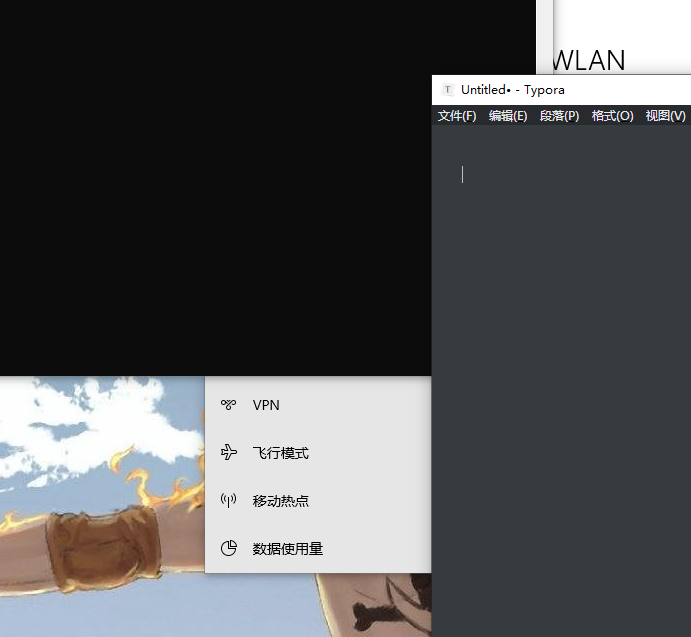 WLAN
T
Untitled• - Typora
文件(F) 编辑(E) 段落(P) 格式(O) 视图(V)
VPN
飞行模式
移动热点
数据使用量